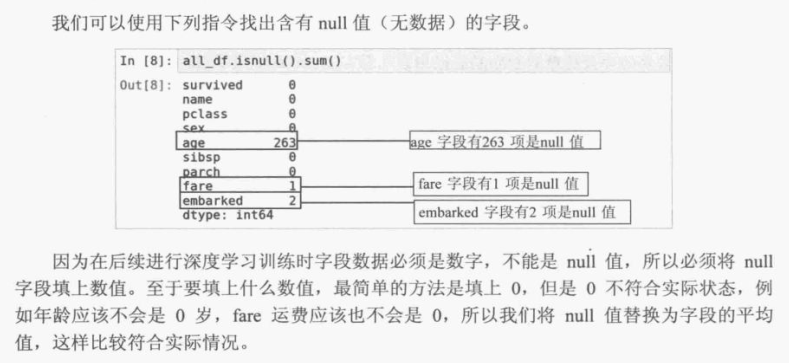 我们可以使用下列指令找出含有 null 值（无数据）的字段。
In [8]: all_df.isnull().sum()
Out[8]: survived 0
name 0
pclass 0
sex 0
age 263 age 字段有263 项是null 值
sibsp 0
parch 0
fare 1 fare 字段有1 项是null 值
embarked 2 embarked 字段有2 项是null 值
dtype: int64
因为在后续进行深度学习训练时字段数据必须是数字，不能是 null 值，所以必须将 null
字段填上数值。至于要填上什么数值，最简单的方法是填上 0，但是 0 不符合实际状态，例
如年龄应该不会是 0 岁，fare 运费应该也不会是 0，所以我们将 null 值替换为字段的平均
值，这样比较符合实际情况。